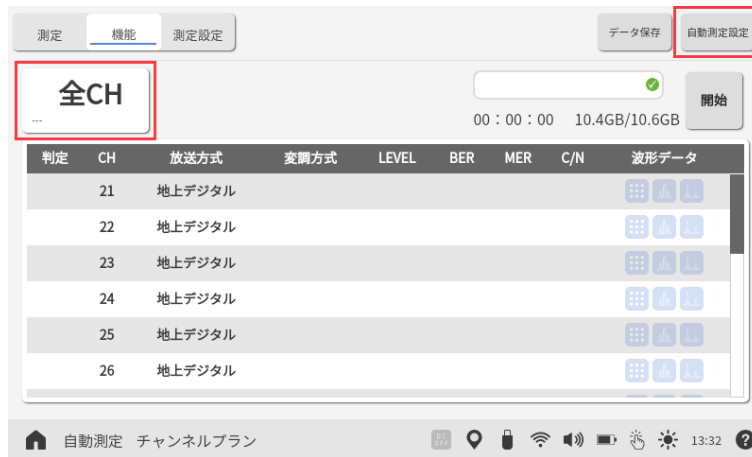 測定 機能 測定設定 データ保存 自動測定設定
全CH
---
開始
00：00：00 10.4GB/10.6GB
判定 CH 放送方式 変調方式 LEVEL BER MER C/N 波形データ
21 地上デジタル
22 地上デジタル
23 地上デジタル
24 地上デジタル
25 地上デジタル
26 地上デジタル
自動測定 チャンネルプラン DC OFF 13:32 ?